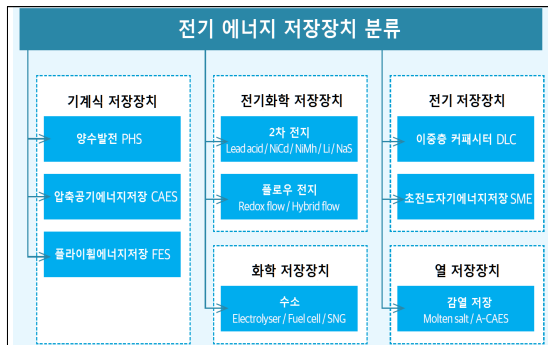 전기 에너지 저장장치 분류
기계식 저장장치
양수발전 PHS
압축공기에너지저장 CAES
플라이휠에너지저장 FES
전기화학 저장장치
2차 전지
Lead acid / NiCd / NiMh / Li / NaS
플로우 전지
Redox flow / Hybrid flow
화학 저장장치
수소
Electrolyser / Fuel cell / SNG
전기 저장장치
이중층 커패시터 DLC
초전도자기에너지저장 SME
열 저장장치
감열 저장
Molten salt / A-CAES